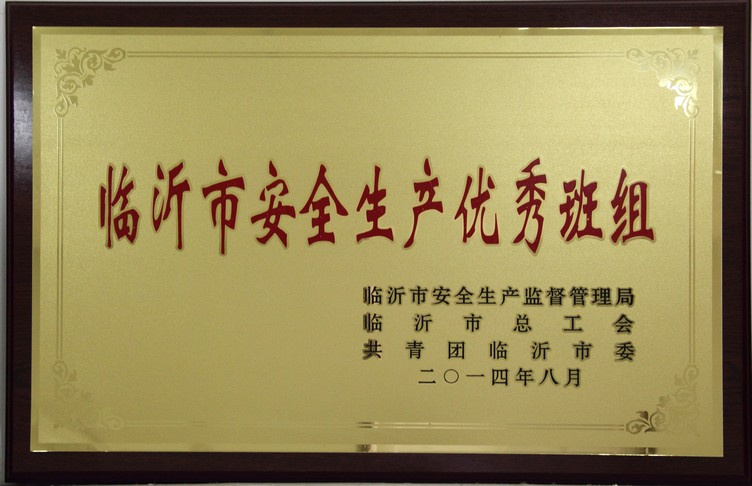 临沂市安全生产优秀班组
临沂市安全生产监督管理局
临沂市总工会
共青团临沂市委
二〇一四年八月